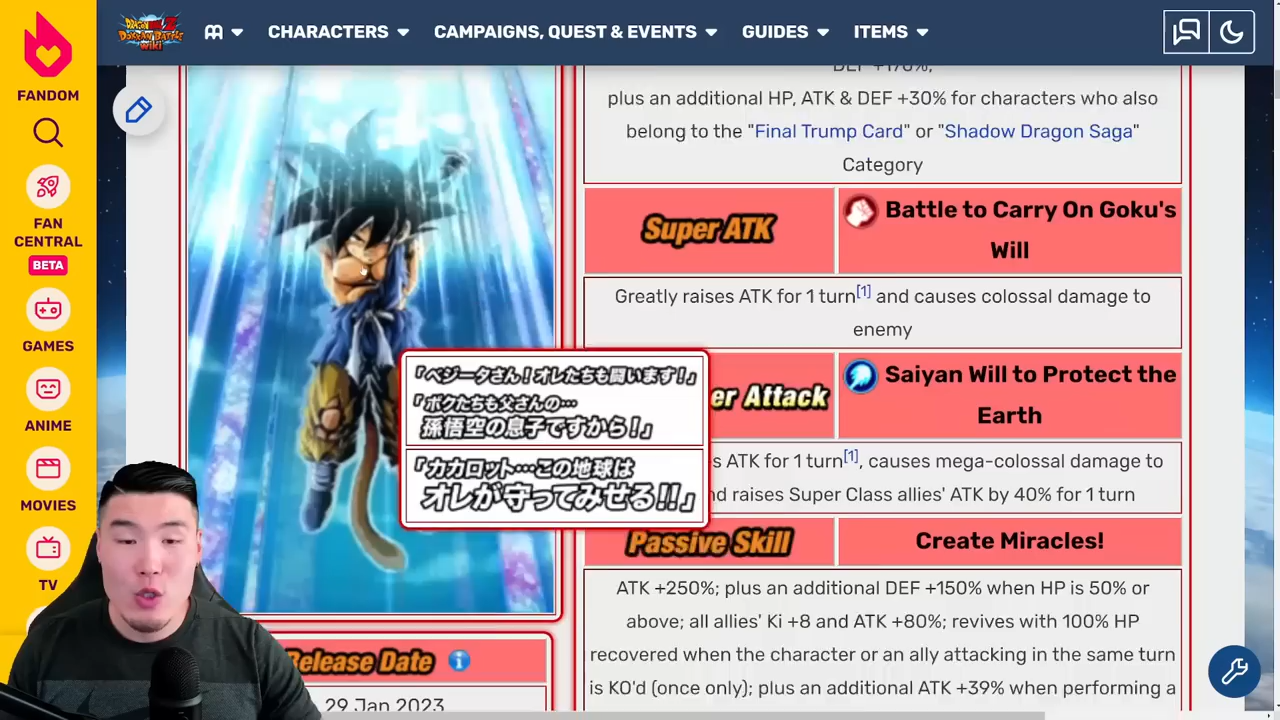 DRAGON BALL Z
DOKKAN BATTLE
WIKI
CHARACTERS
CAMPAIGNS, QUEST & EVENTS
GUIDES
ITEMS
FANDOM
FAN
CENTRAL
BETA
GAMES
ANIME
MOVIES
TV
DEF +170%;
plus an additional HP, ATK & DEF +30% for characters who also
belong to the "Final Trump Card" or "Shadow Dragon Saga"
Category
Super ATK
Battle to Carry On Goku's
Will
Greatly raises ATK for 1 turn[1] and causes colossal damage to
enemy
er Attack
Saiyan Will to Protect the
Earth
s ATK for 1 turn[1], causes mega-colossal damage to
nd raises Super Class allies' ATK by 40% for 1 turn
Passive Skill
Create Miracles!
ATK +250%; plus an additional DEF +150% when HP is 50% or
above; all allies' Ki +8 and ATK +80%; revives with 100% HP
recovered when the character or an ally attacking in the same turn
is KO'd (once only); plus an additional ATK +39% when performing a
「ベジータさん!オレたちも闘います!」
「ボクたちも父さんの…
孫悟空の息子ですから!」
「カカロット…この地球は
オレが守ってみせる!!」
Release Date
29 Jan 2023